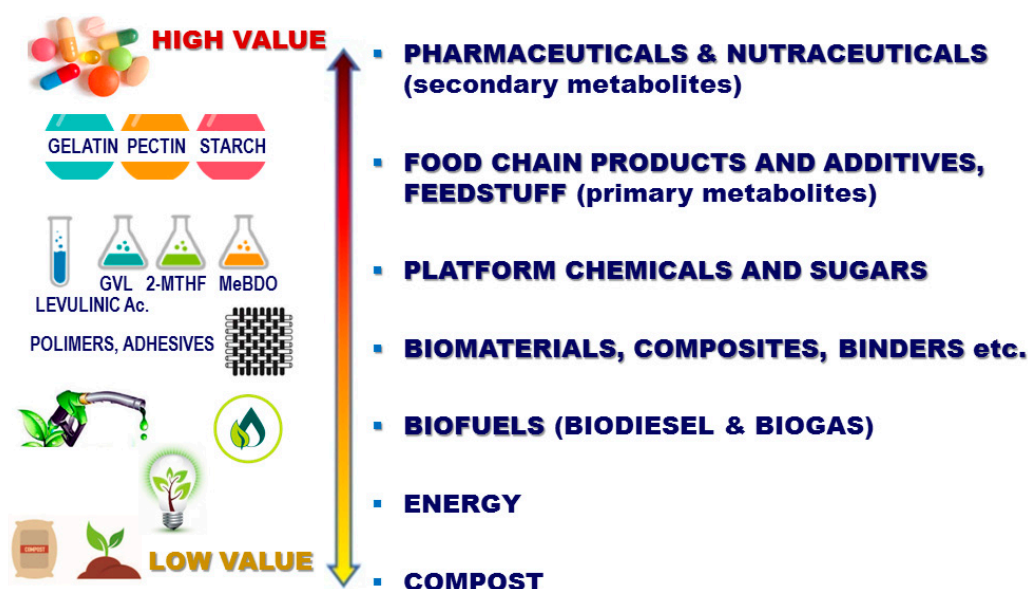 HIGH VALUE
GELATIN PECTIN STARCH
GVL 2-MTHF MeBDO
LEVULINIC Ac.
POLIMERS, ADHESIVES
COMPOST
LOW VALUE
▪ PHARMACEUTICALS & NUTRACEUTICALS
(secondary metabolites)
▪ FOOD CHAIN PRODUCTS AND ADDITIVES,
FEEDSTUFF (primary metabolites)
▪ PLATFORM CHEMICALS AND SUGARS
▪ BIOMATERIALS, COMPOSITES, BINDERS etc.
▪ BIOFUELS (BIODIESEL & BIOGAS)
▪ ENERGY
▪ COMPOST